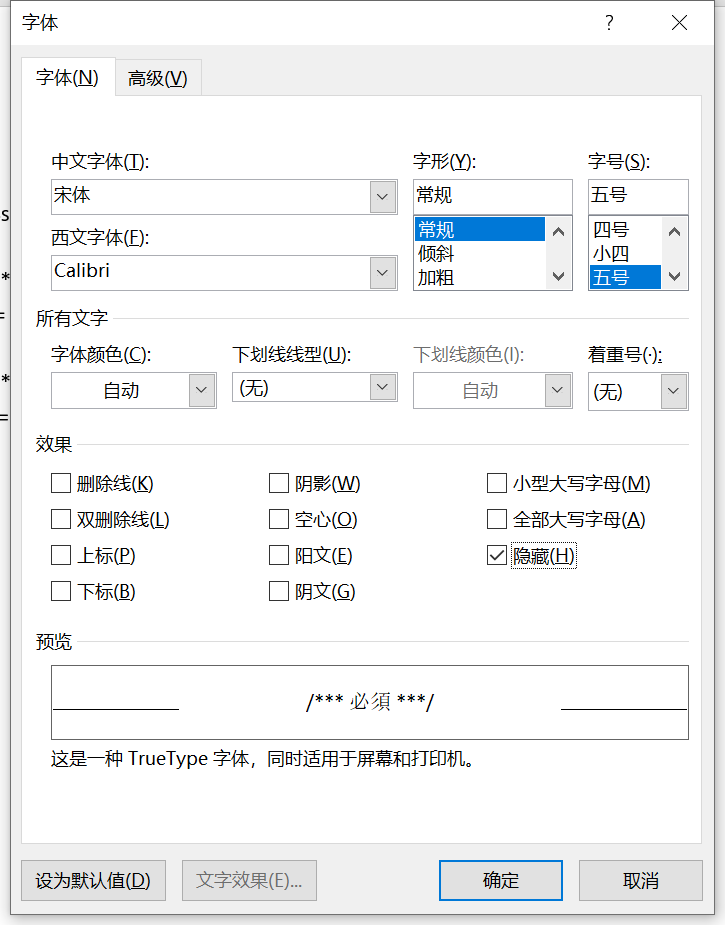 字体 ?
字体(N) 高级(V)
中文字体(T): 字形(Y): 字号(S):
宋体 常规 五号
常规 四号
西文字体(F): 倾斜 小四
Calibri 加粗 五号
所有文字
字体颜色(C): 下划线线型(U): 下划线颜色(I): 着重号(·):
自动 (无) 自动 (无)
效果
删除线(K) 阴影(W) 小型大写字母(M)
双删除线(L) 空心(O) 全部大写字母(A)
上标(P) 阳文(E) 隐藏(H)
下标(B) 阴文(G)
预览
/*** 必須 ***/
这是一种 TrueType 字体，同时适用于屏幕和打印机。
设为默认值(D) 文字效果(E)... 确定 取消
s
*
=
*
=